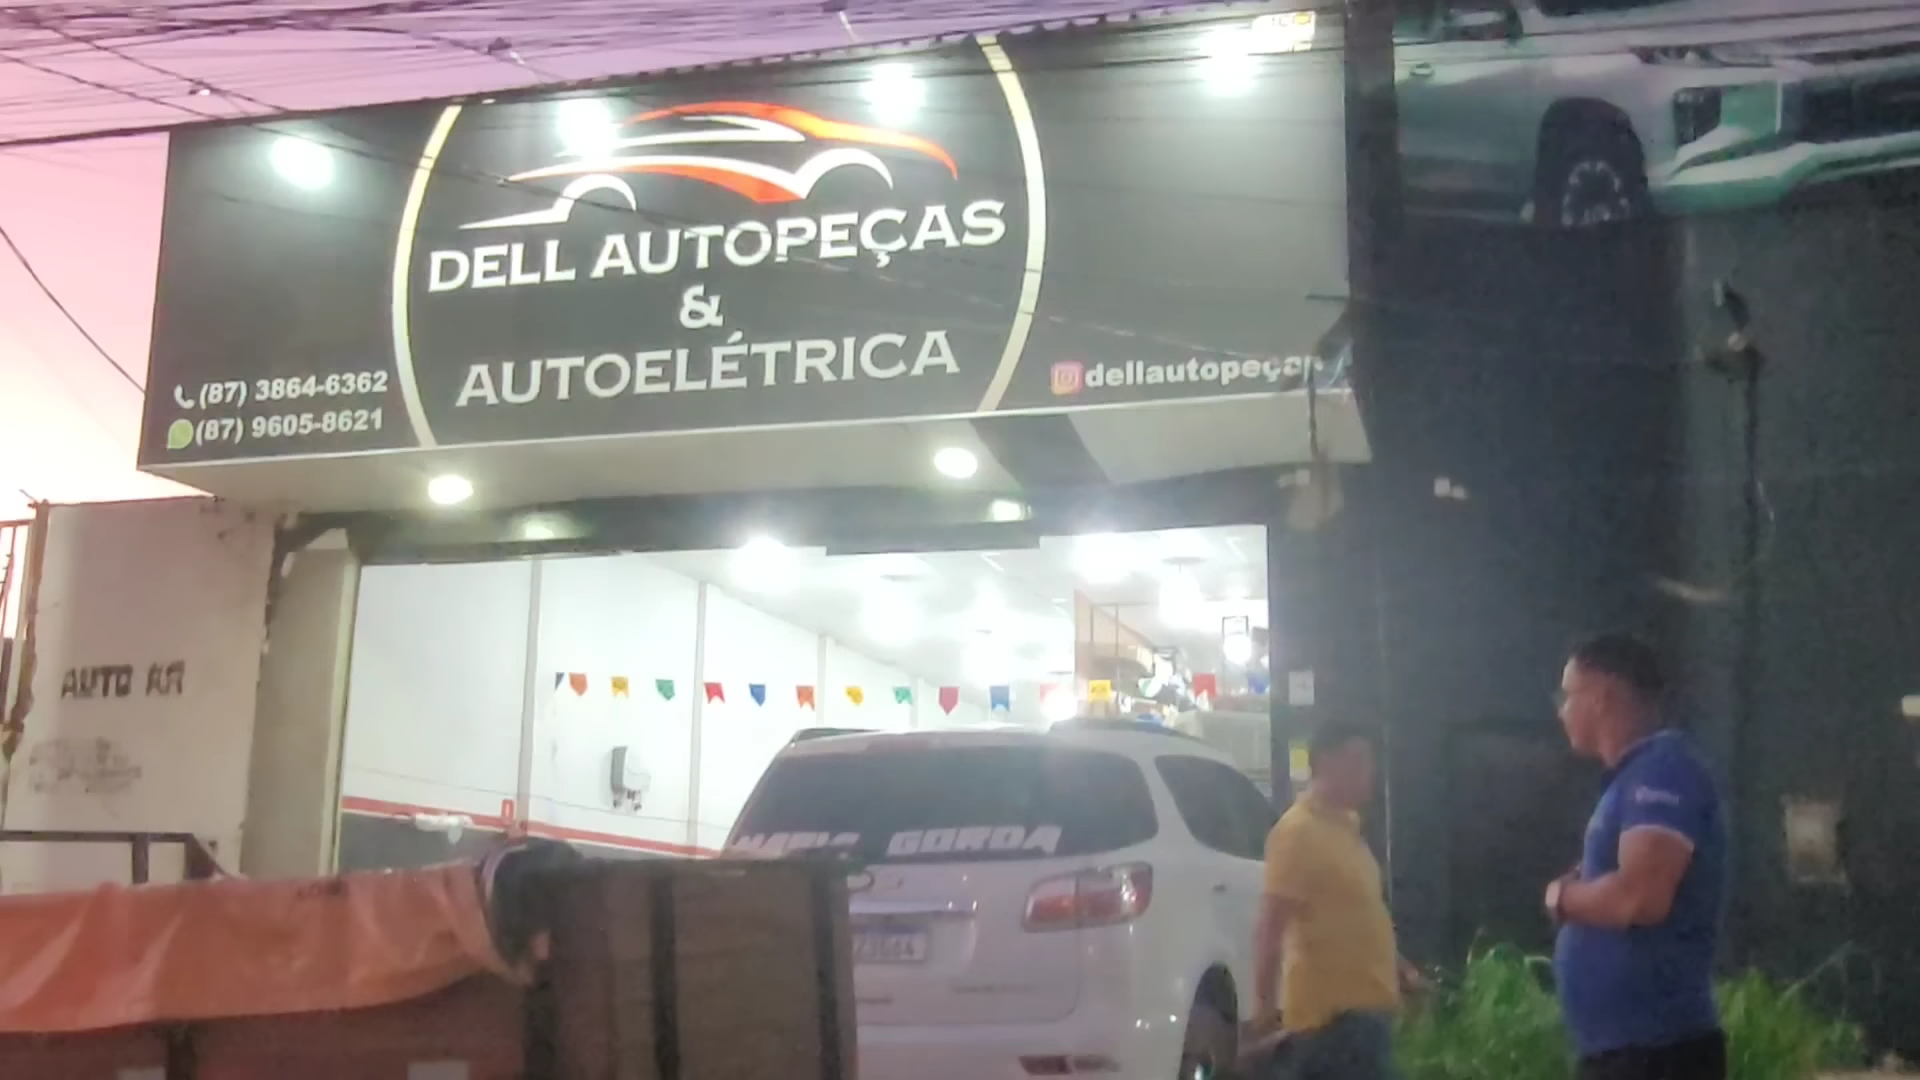 DELL AUTOPEÇAS
&
AUTOELÉTRICA
(87) 3864-6362
(87) 9605-8621
dellautopeças
AUTO AR
GORDA